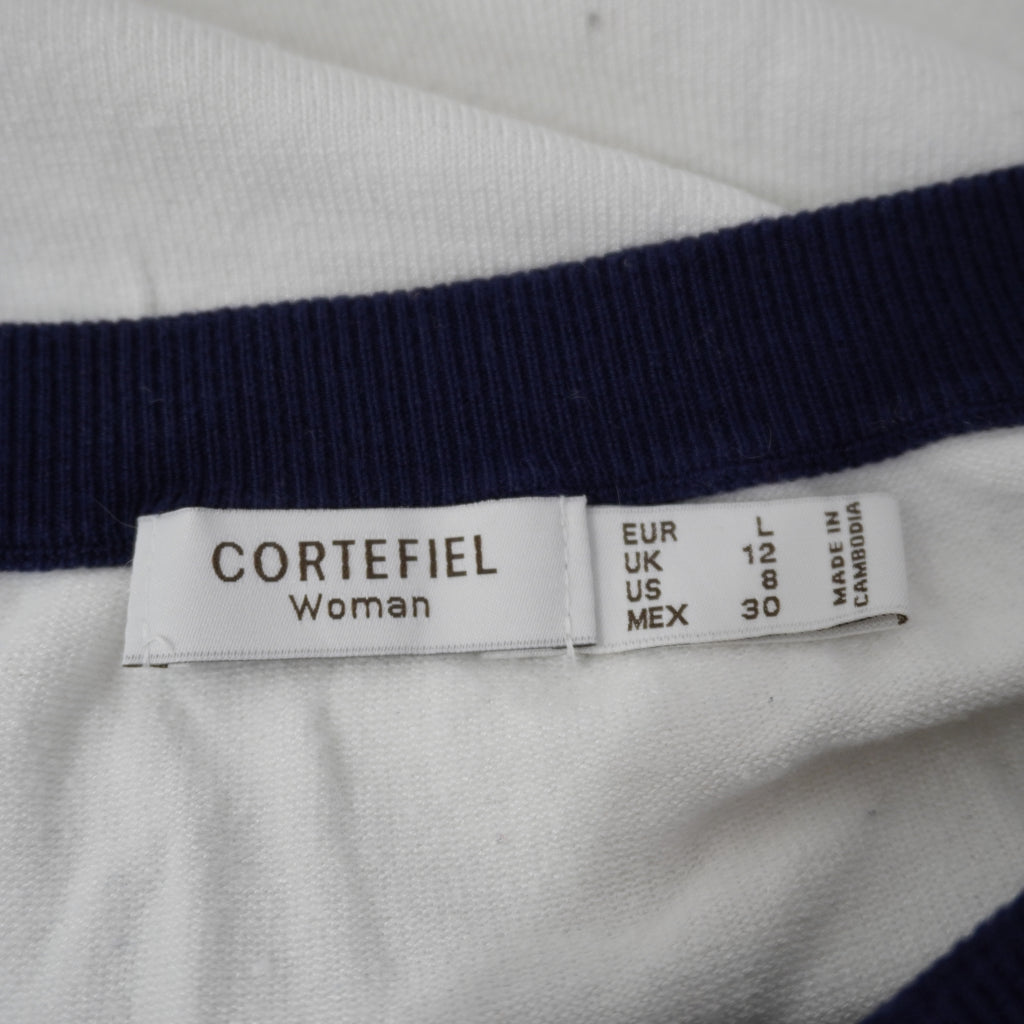 CORTEFIEL
Woman
EUR L
UK 12
US 8
MEX 30
MADE IN
CAMBODIA